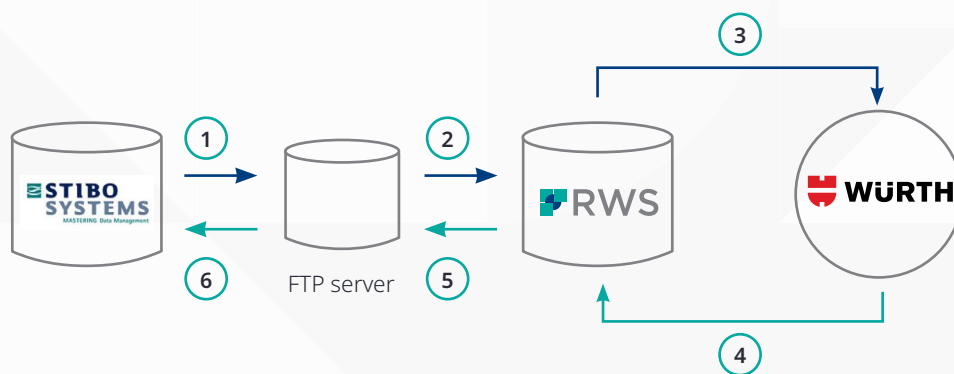 3
1
2
STIBO
SYSTEMS
MASTERING Data Management
RWS
WÜRTH
6
FTP server
5
4